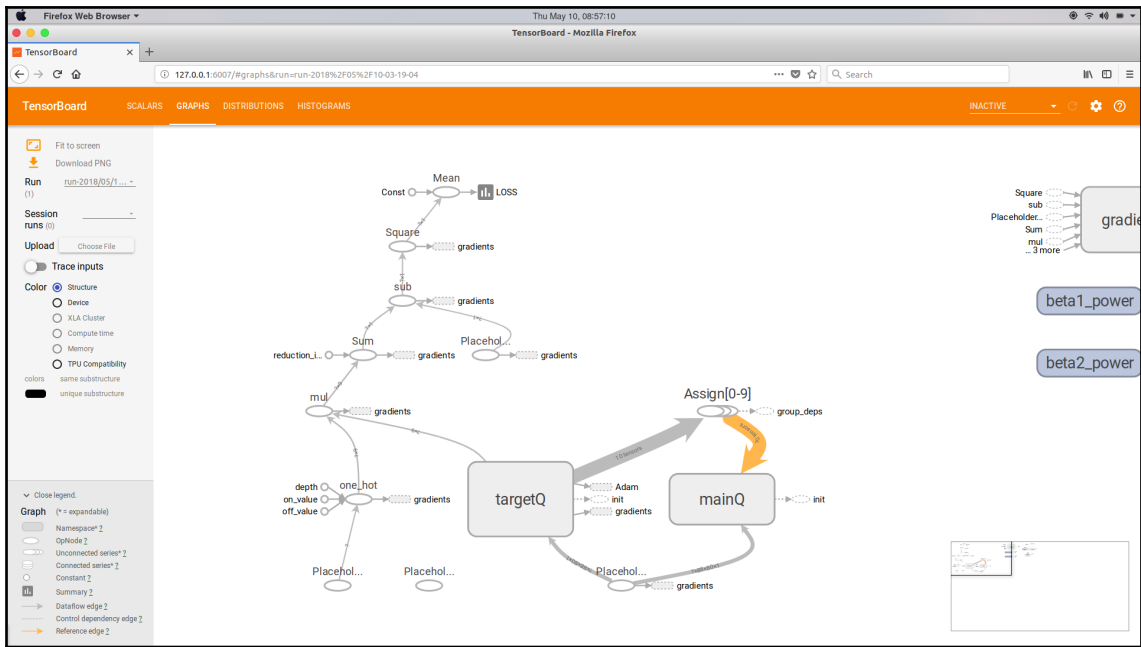 Firefox Web Browser
Thu May 10, 08:57:10
TensorBoard - Mozilla Firefox
TensorBoard
127.0.0.1:6007/#graphs&run=run-2018%2F05%2F10-03-19-04
Search
TensorBoard SCALARS GRAPHS DISTRIBUTIONS HISTOGRAMS INACTIVE
Fit to screen
Download PNG
Run run-2018/05/1...
(1)
Session
runs (0)
Upload Choose File
Trace inputs
Color Structure
Device
XLA Cluster
Compute time
Memory
TPU Compatibility
colors same substructure
unique substructure
Close legend.
Graph (* = expandable)
Namespace* ?
OpNode ?
Unconnected series* ?
Connected series* ?
Constant ?
Summary ?
Dataflow edge ?
Control dependency edge ?
Reference edge ?
Mean
Const LOSS
Square
gradients
sub
gradients
Sum Placehol...
reduction_i... gradients gradients
mul
gradients
Assign[0-9]
group_deps
10 tensors
one_hot
depth
on_value gradients
off_value
targetQ
Adam
init
gradients
mainQ
init
Placehol... Placehol... Placehol...
gradients
Square
sub
Placeholder...
Sum
mul
... 3 more
gradie
beta1_power
beta2_power